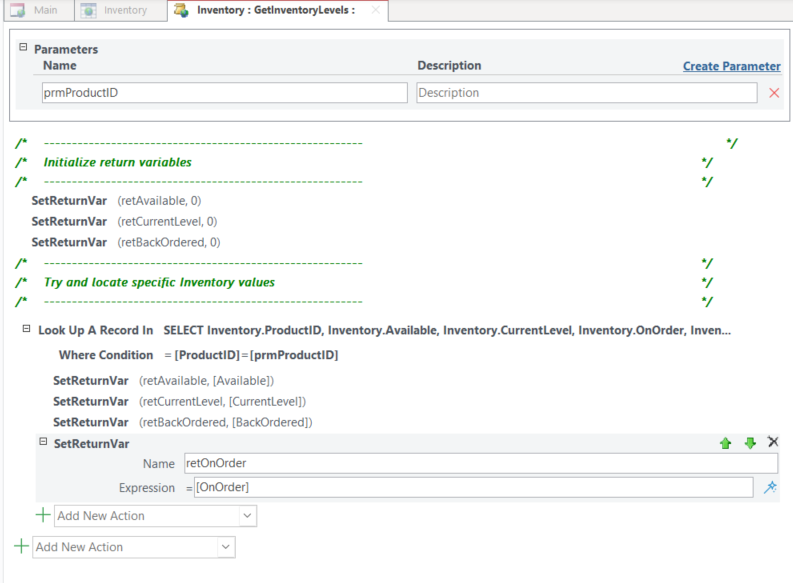 Main Inventory Inventory : GetInventoryLevels :
Parameters
Name Description Create Parameter
prmProductID Description
/* ---------------------------------------------------------- */
/* Initialize return variables */
/* ---------------------------------------------------------- */
SetReturnVar (retAvailable, 0)
SetReturnVar (retCurrentLevel, 0)
SetReturnVar (retBackOrdered, 0)
/* ---------------------------------------------------------- */
/* Try and locate specific Inventory values */
/* ---------------------------------------------------------- */
Look Up A Record In SELECT Inventory.ProductID, Inventory.Available, Inventory.CurrentLevel, Inventory.OnOrder, Inven...
Where Condition = [ProductID]=[prmProductID]
SetReturnVar (retAvailable, [Available])
SetReturnVar (retCurrentLevel, [CurrentLevel])
SetReturnVar (retBackOrdered, [BackOrdered])
SetReturnVar
Name retOnOrder
Expression = [OnOrder]
Add New Action
Add New Action